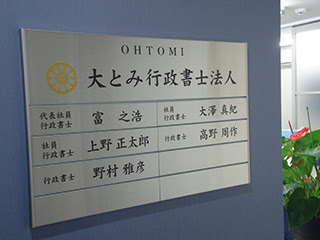 OHTOMI
大とみ行政書士法人
代表社員 行政書士 富 之浩 社員 行政書士 大澤 真紀
社員 行政書士 上野 正太郎 行政書士 高野 周作
行政書士 野村 雅彦